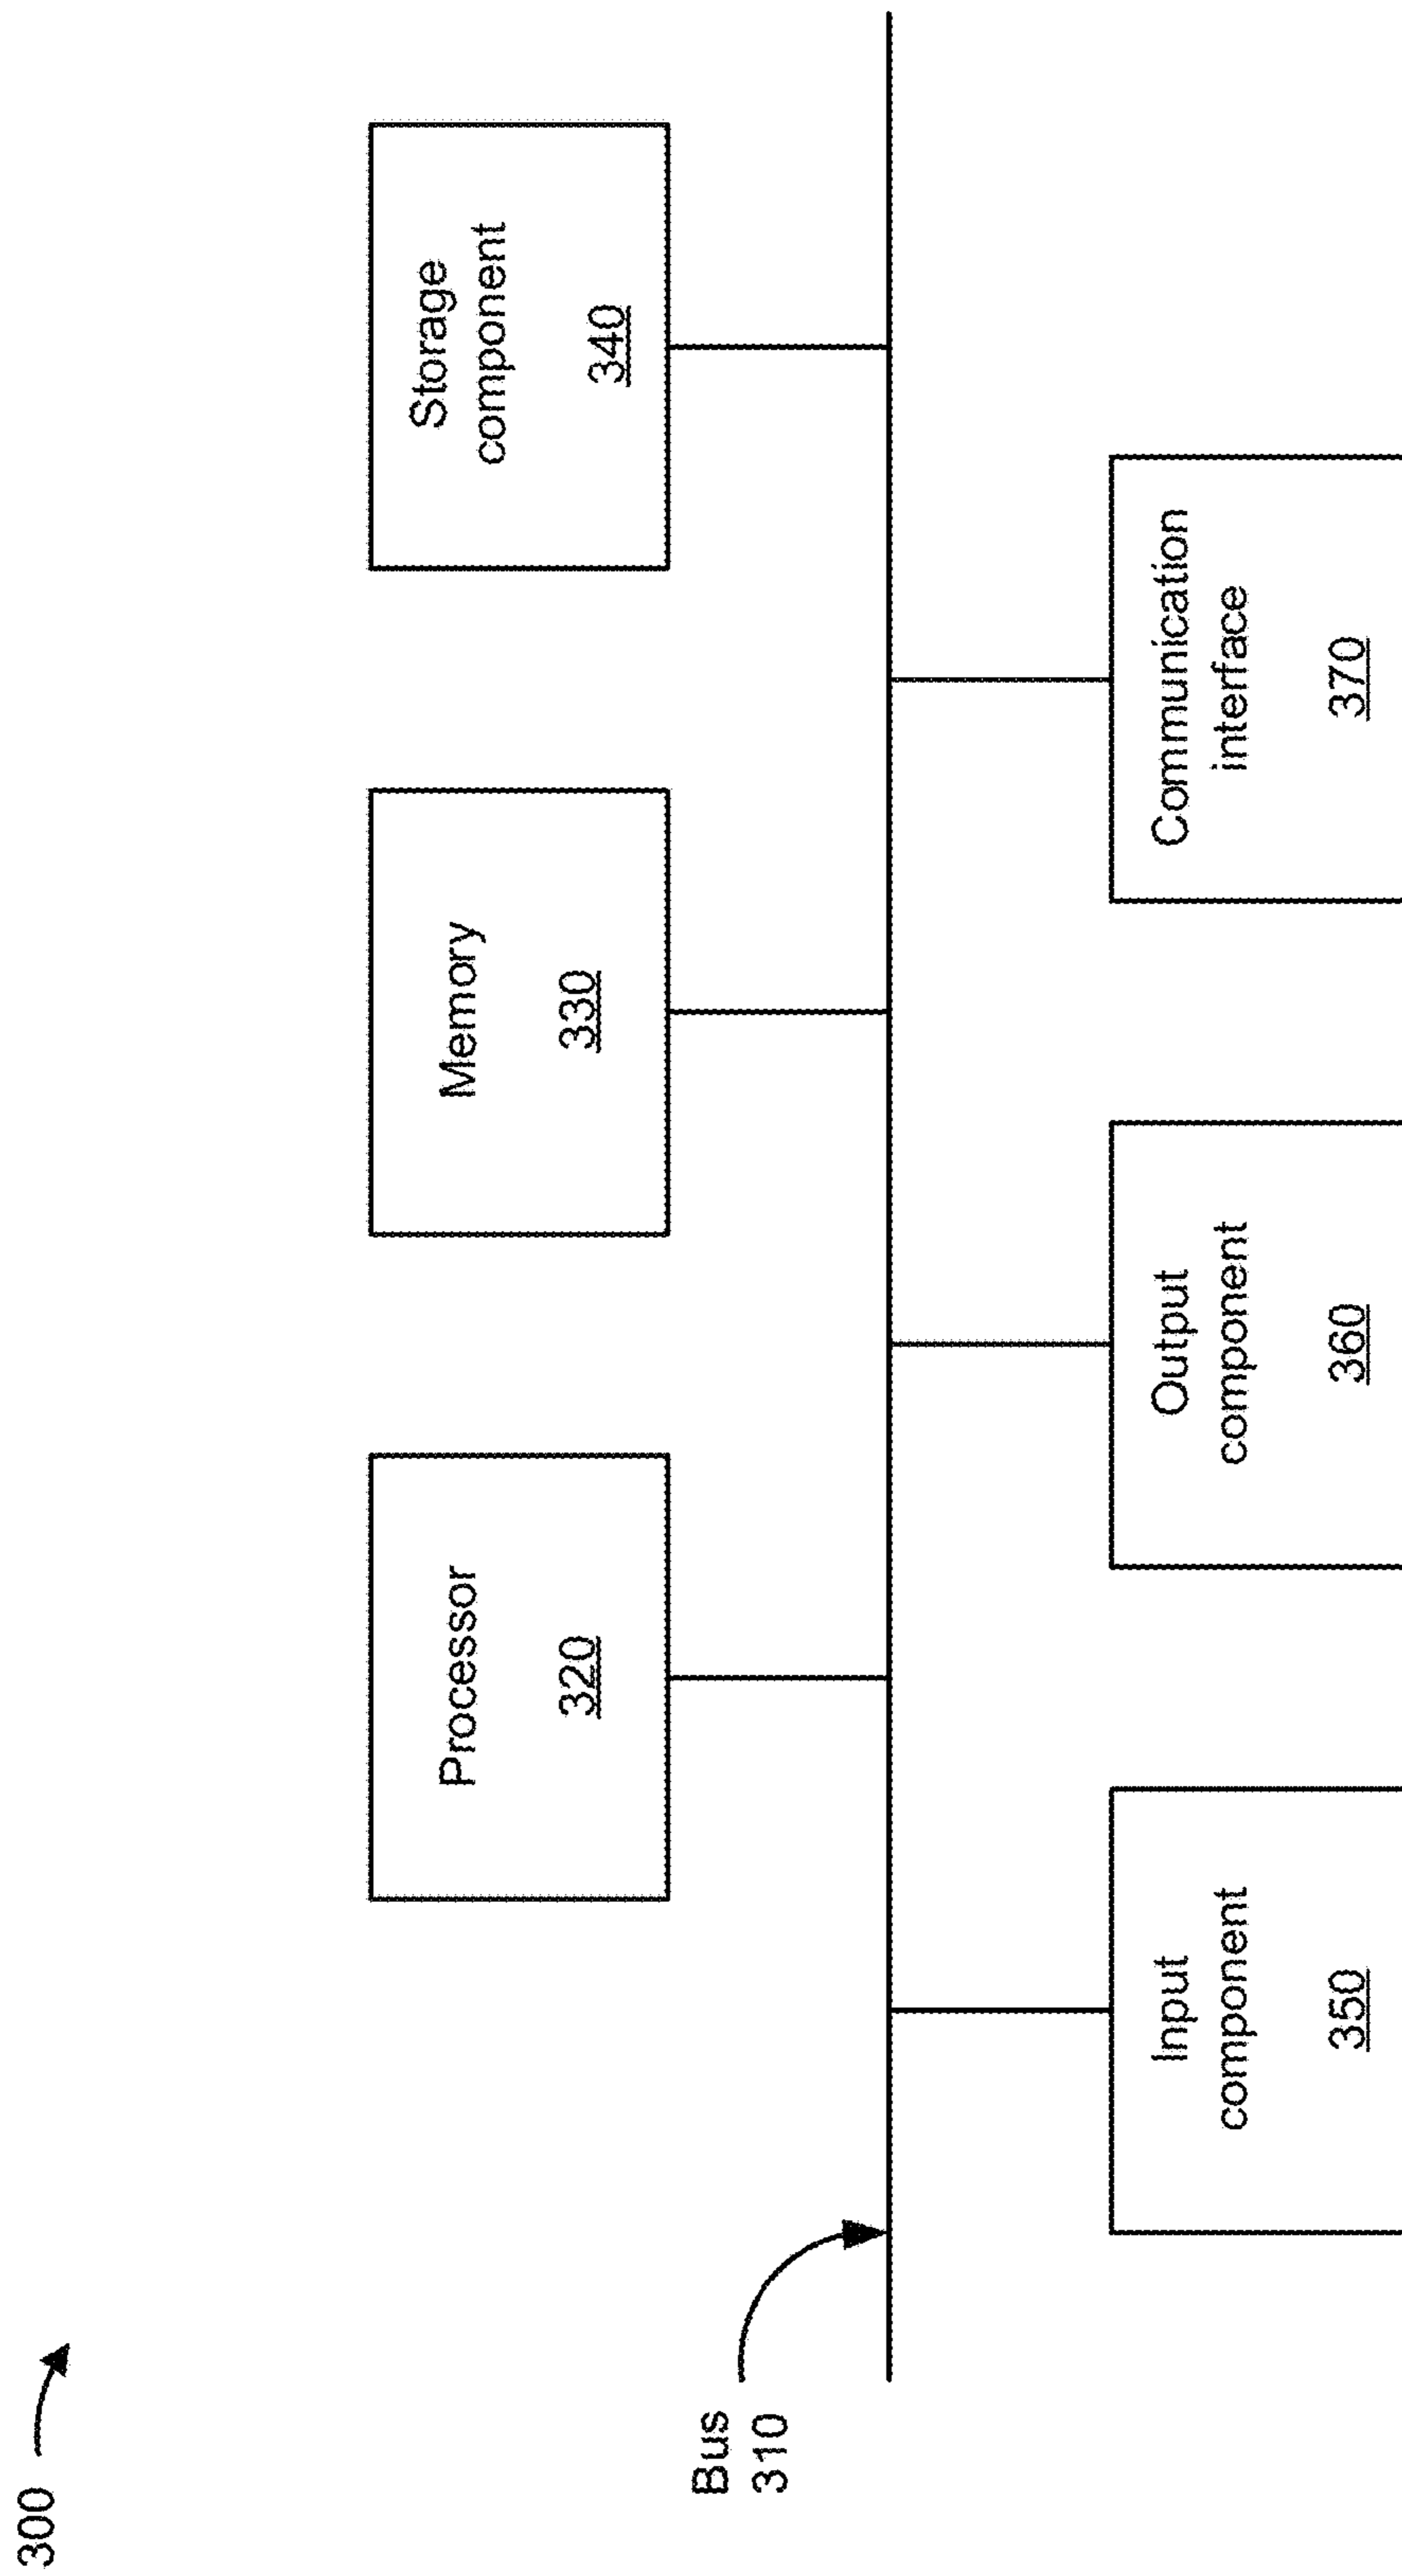 300
Bus
310
Processor
320
Memory
330
Storage
component
340
Input
component
350
Output
component
360
Communication
interface
370